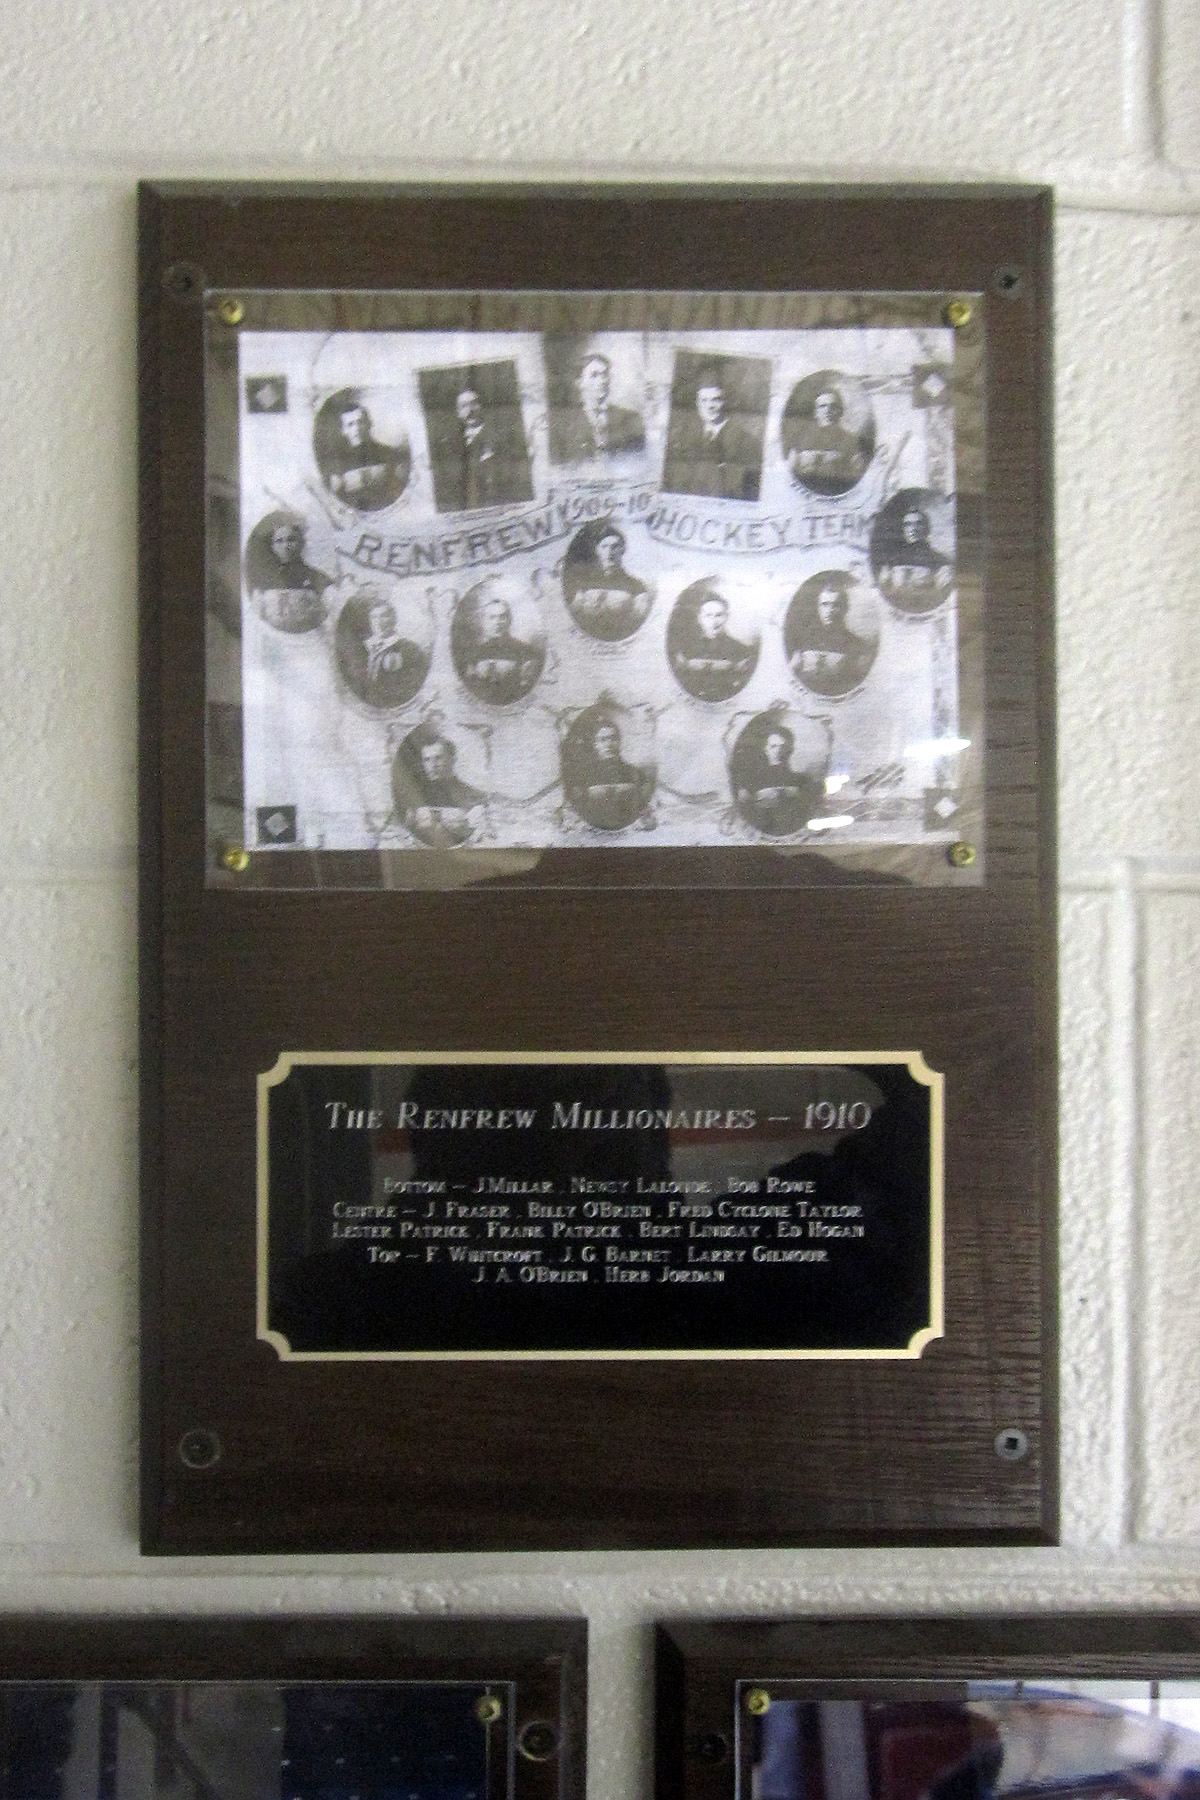 1909-10
RENFREW HOCKEY TEAM
THE RENFREW MILLIONAIRES – 1910
BOTTOM – J.MILLAR , NEWSY LALONDE , BOB ROWE
CENTRE – J. FRASER , BILLY O'BRIEN , FRED CYCLONE TAYLOR
LESTER PATRICK , FRANK PATRICK , BERT LINDSAY , ED HOGAN
TOP – F. WHITCROFT , J. G. BARNET , LARRY GILMOUR
J. A. O'BRIEN , HERB JORDAN